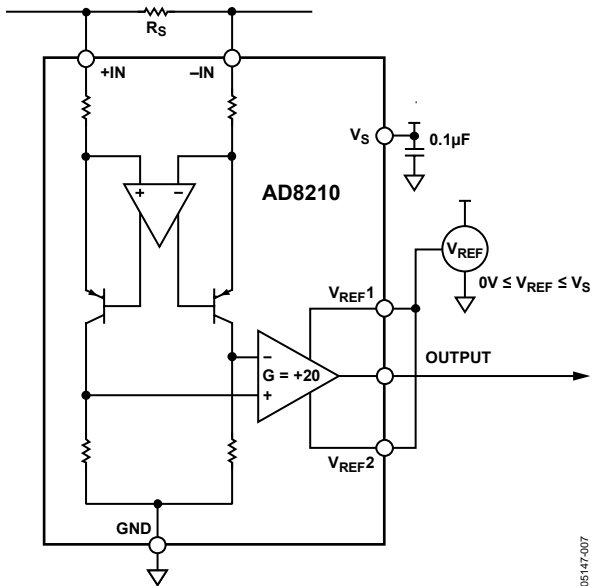 R_S
+IN
–IN
V_S
0.1µF
+
–
AD8210
V_REF
0V ≤ V_REF ≤ V_S
V_REF1
–
G = +20
+
OUTPUT
V_REF2
GND
05147-007